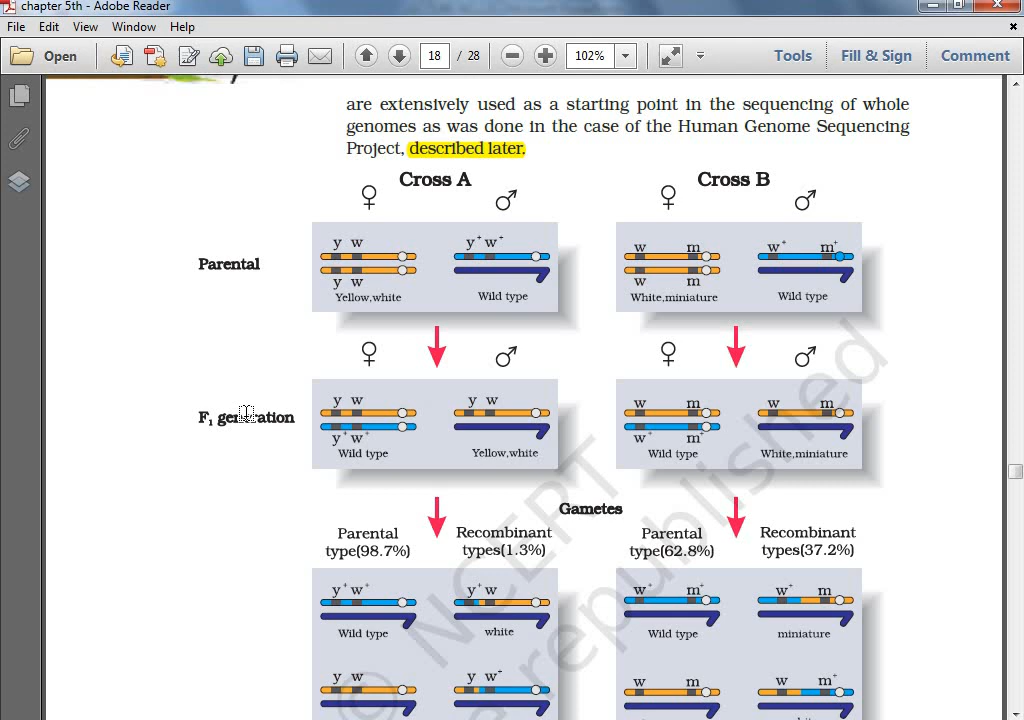 chapter 5th - Adobe Reader
File Edit View Window Help
Open 18 / 28 102% Tools Fill & Sign Comment
are extensively used as a starting point in the sequencing of whole
genomes as was done in the case of the Human Genome Sequencing
Project, described later.
Cross A Cross B
♀ ♂ ♀ ♂
Parental
y w y+ w+ w m w+ m+
y w w m
Yellow,white Wild type White,miniature Wild type
♀ ♂ ♀ ♂
F1 generation
y w y w w m w m
y+ w+ w+ m+
Wild type Yellow,white Wild type White,miniature
Gametes
Parental Recombinant Parental Recombinant
type(98.7%) types(1.3%) type(62.8%) types(37.2%)
y+ w+ y+ w w+ m+ w+ m
Wild type white Wild type miniature
y w y w+ w m w m+
© NCERT
republished